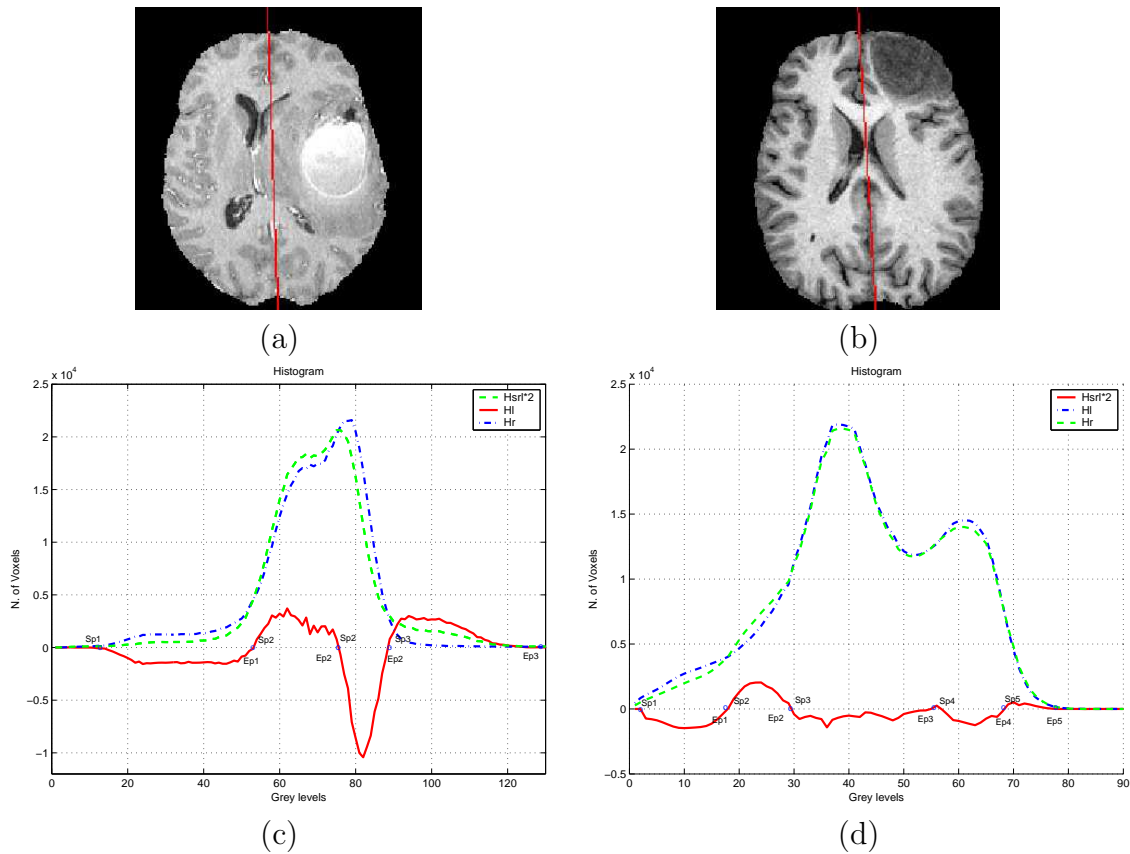 (a)
(b)
x 10⁴
Histogram
2.5
2
1.5
1
0.5
0
−0.5
−1
N. of Voxels
0
20
40
60
80
100
120
Grey levels
Hsrl*2
Hl
Hr
Sp1
Ep1
Sp2
Ep2
Sp2
Ep2
Sp3
Ep3
(c)
x 10⁴
Histogram
2.5
2
1.5
1
0.5
0
−0.5
N. of Voxels
0
10
20
30
40
50
60
70
80
90
Grey levels
Hsrl*2
Hl
Hr
Sp1
Ep1
Sp2
Ep2
Sp3
Ep3
Sp4
Ep4
Sp5
Ep5
(d)